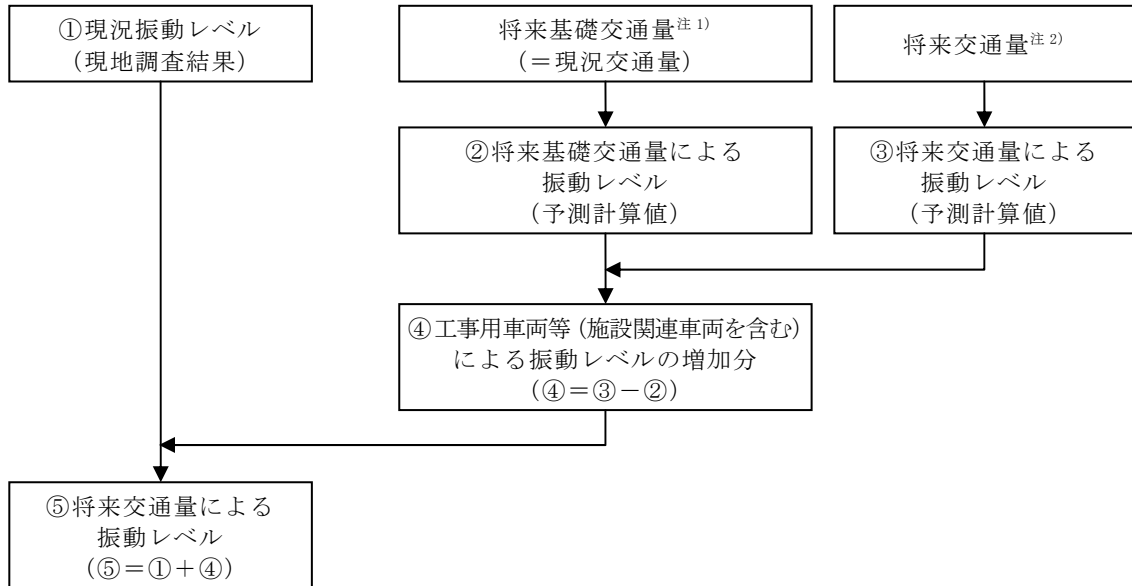 ①現況振動レベル
（現地調査結果）
将来基礎交通量注1)
（＝現況交通量）
将来交通量注2)
②将来基礎交通量による
振動レベル
（予測計算値）
③将来交通量による
振動レベル
（予測計算値）
④工事用車両等（施設関連車両を含む）
による振動レベルの増加分
（④＝③－②）
⑤将来交通量による
振動レベル
（⑤＝①＋④）